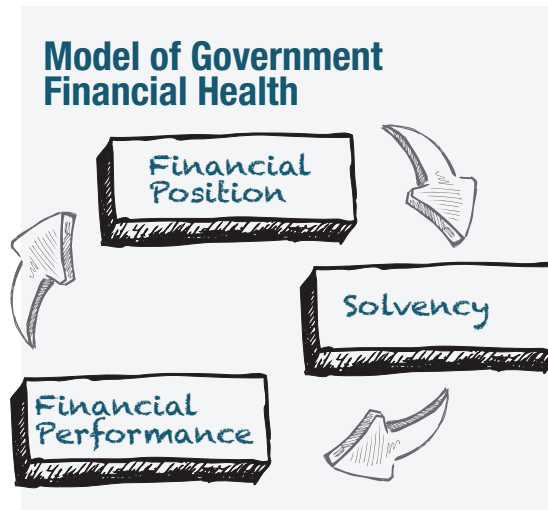 Model of Government
Financial Health
Financial
Position
Solvency
Financial
Performance